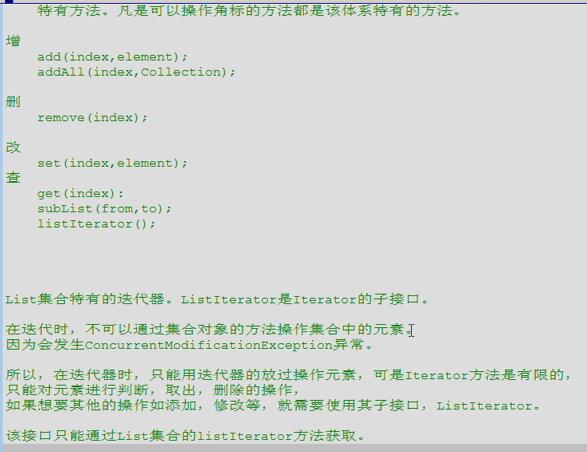 特有方法。凡是可以操作角标的方法都是该体系特有的方法。
增
add(index,element);
addAll(index,Collection);
删
remove(index);
改
set(index,element);
查
get(index):
subList(from,to);
listIterator();
List集合特有的迭代器。ListIterator是Iterator的子接口。
在迭代时，不可以通过集合对象的方法操作集合中的元素。
因为会发生ConcurrentModificationException异常。
所以，在迭代器时，只能用迭代器的放过操作元素，可是Iterator方法是有限的，
只能对元素进行判断，取出，删除的操作，
如果想要其他的操作如添加，修改等，就需要使用其子接口，ListIterator。
该接口只能通过List集合的listIterator方法获取。